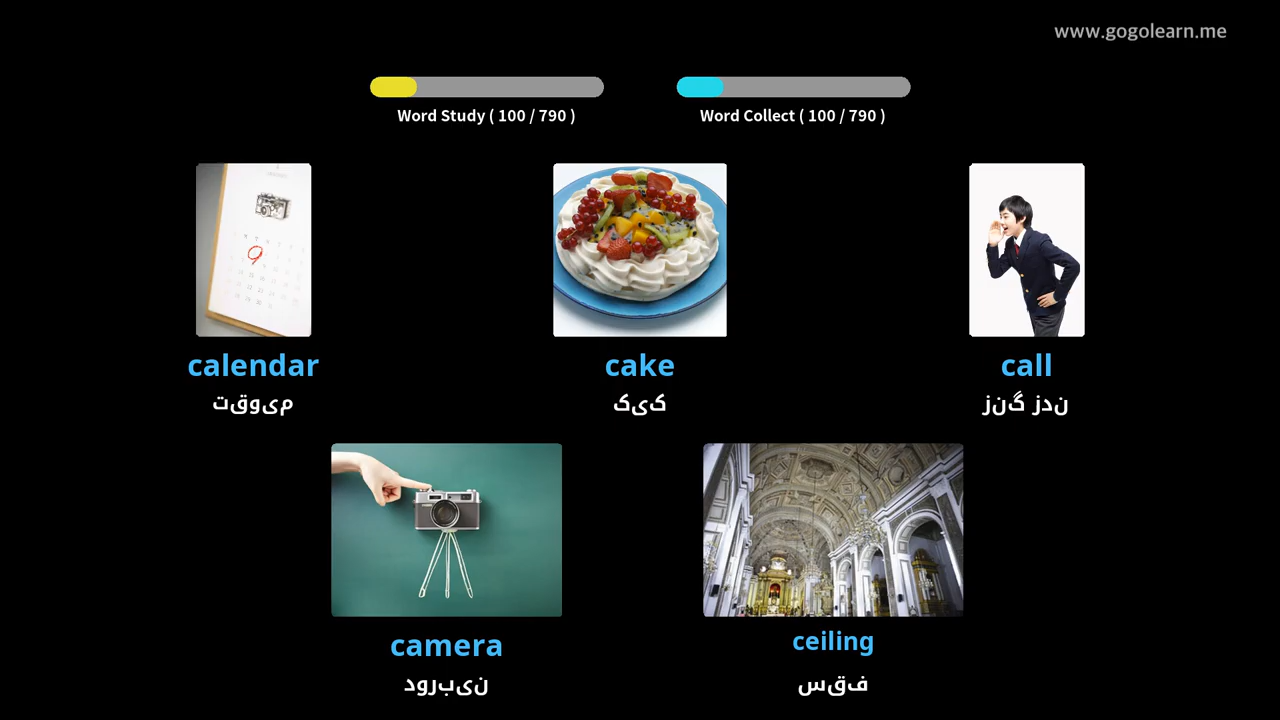 www.gogolearn.me
Word Study ( 100 / 790 )
Word Collect ( 100 / 790 )
calendar
میوقت
cake
کیک
call
ندز گنز
camera
نیبرود
ceiling
فقس